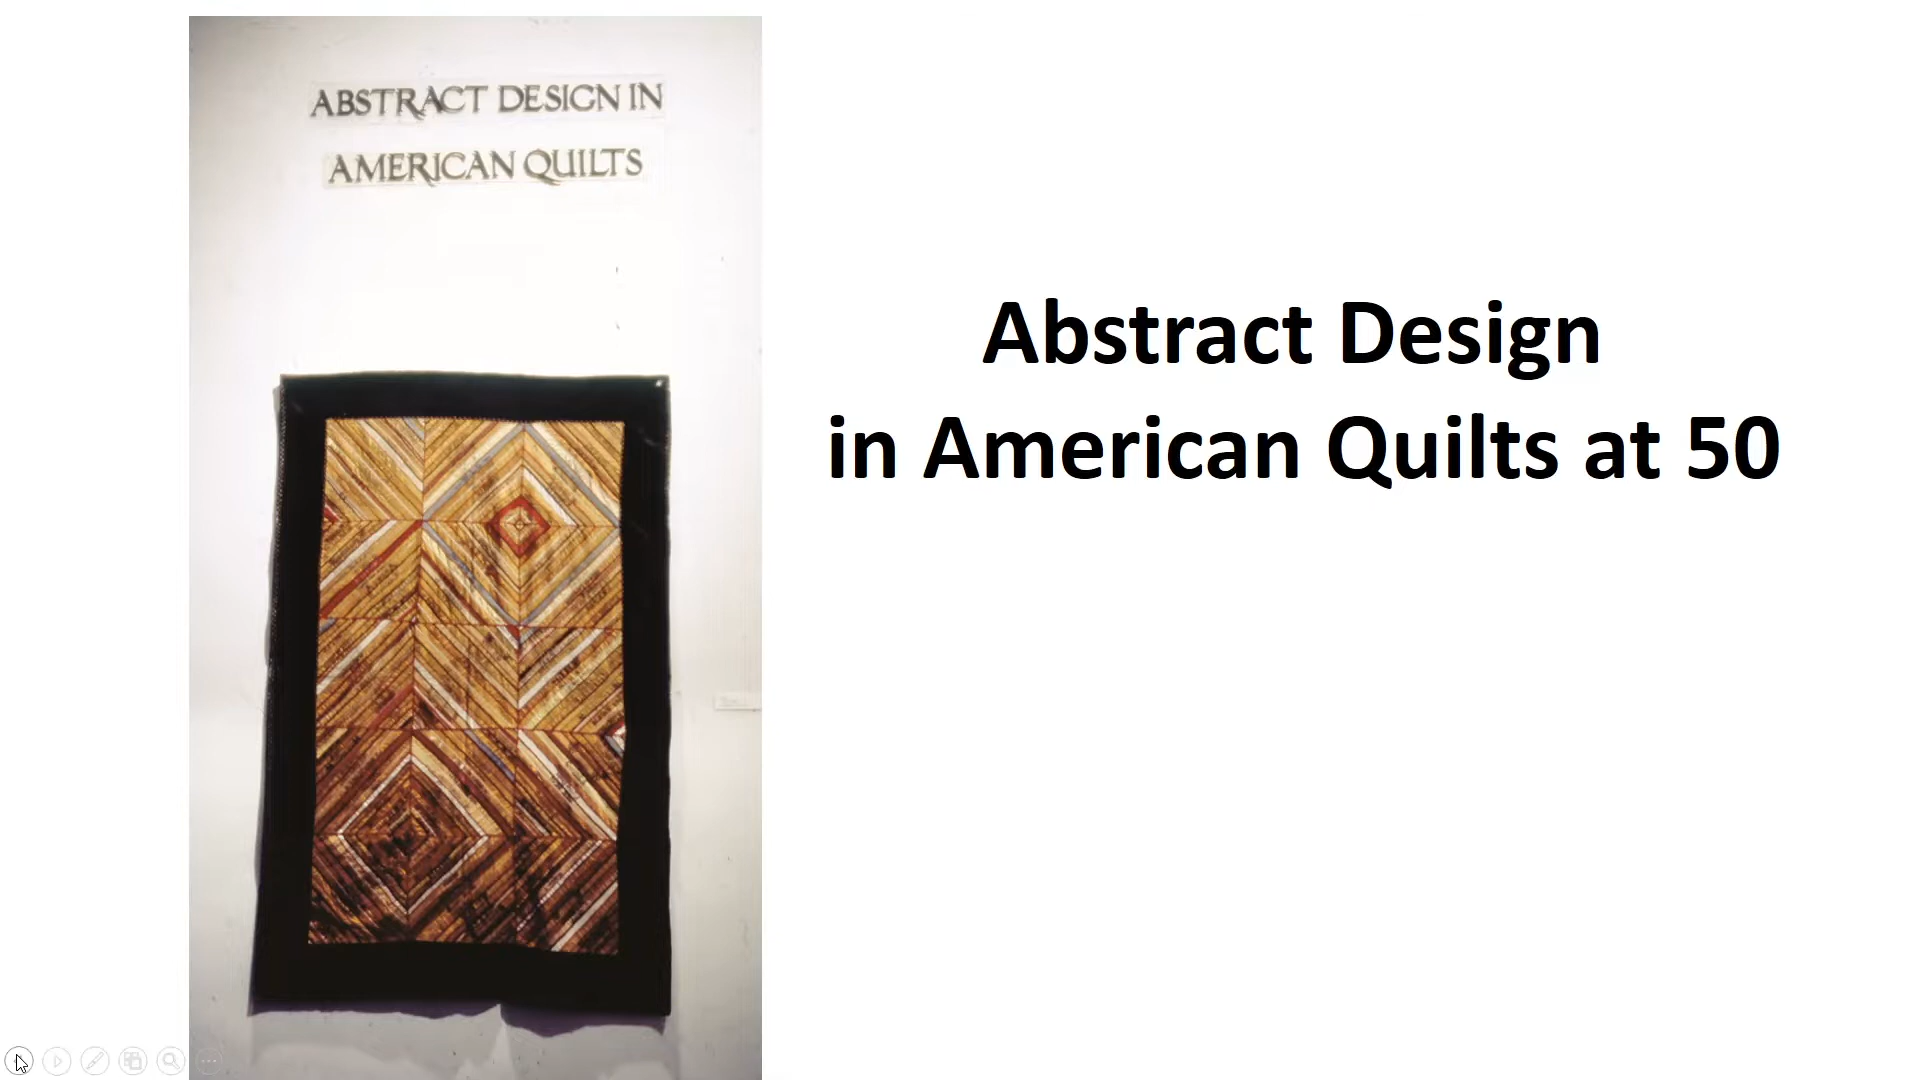 ABSTRACT DESIGN IN
AMERICAN QUILTS
Abstract Design
in American Quilts at 50